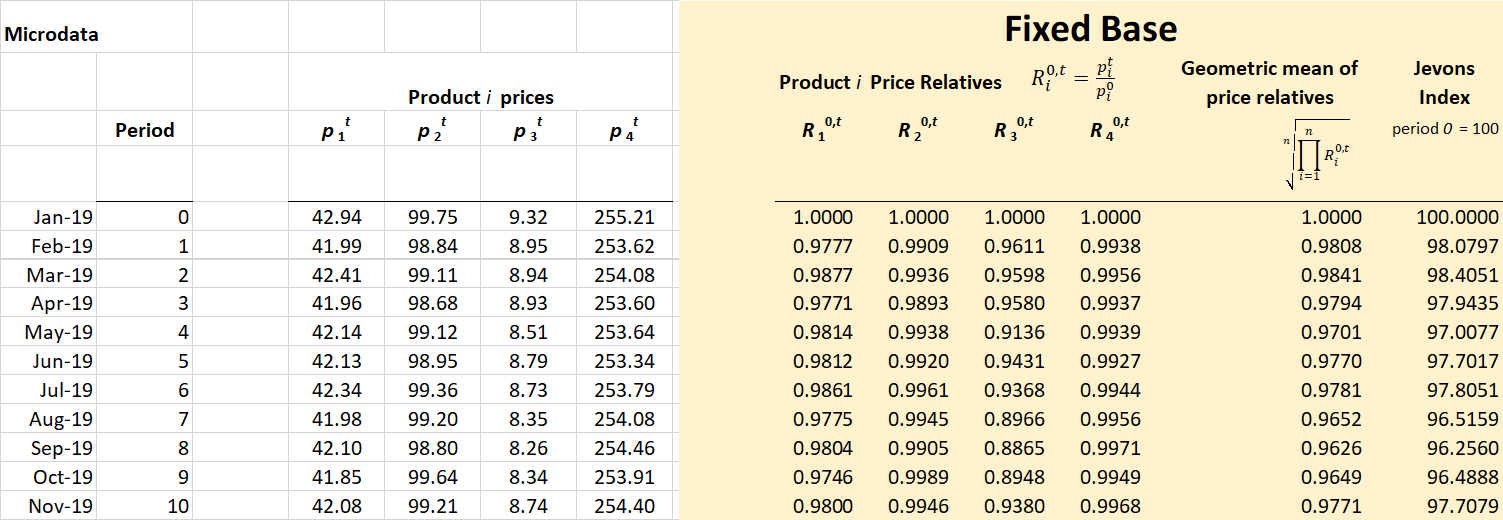 Microdata
Fixed Base
Product i prices
Product i Price Relatives R_i^{0,t} = p_i^t / p_i^0
Geometric mean of price relatives
Jevons Index
Period p_1^t p_2^t p_3^t p_4^t R_1^{0,t} R_2^{0,t} R_3^{0,t} R_4^{0,t} \sqrt[n]{\prod_{i=1}^{n} R_i^{0,t}} period 0 = 100
Jan-19 0 42.94 99.75 9.32 255.21 1.0000 1.0000 1.0000 1.0000 1.0000 100.0000
Feb-19 1 41.99 98.84 8.95 253.62 0.9777 0.9909 0.9611 0.9938 0.9808 98.0797
Mar-19 2 42.41 99.11 8.94 254.08 0.9877 0.9936 0.9598 0.9956 0.9841 98.4051
Apr-19 3 41.96 98.68 8.93 253.60 0.9771 0.9893 0.9580 0.9937 0.9794 97.9435
May-19 4 42.14 99.12 8.51 253.64 0.9814 0.9938 0.9136 0.9939 0.9701 97.0077
Jun-19 5 42.13 98.95 8.79 253.34 0.9812 0.9920 0.9431 0.9927 0.9770 97.7017
Jul-19 6 42.34 99.36 8.73 253.79 0.9861 0.9961 0.9368 0.9944 0.9781 97.8051
Aug-19 7 41.98 99.20 8.35 254.08 0.9775 0.9945 0.8966 0.9956 0.9652 96.5159
Sep-19 8 42.10 98.80 8.26 254.46 0.9804 0.9905 0.8865 0.9971 0.9626 96.2560
Oct-19 9 41.85 99.64 8.34 253.91 0.9746 0.9989 0.8948 0.9949 0.9649 96.4888
Nov-19 10 42.08 99.21 8.74 254.40 0.9800 0.9946 0.9380 0.9968 0.9771 97.7079